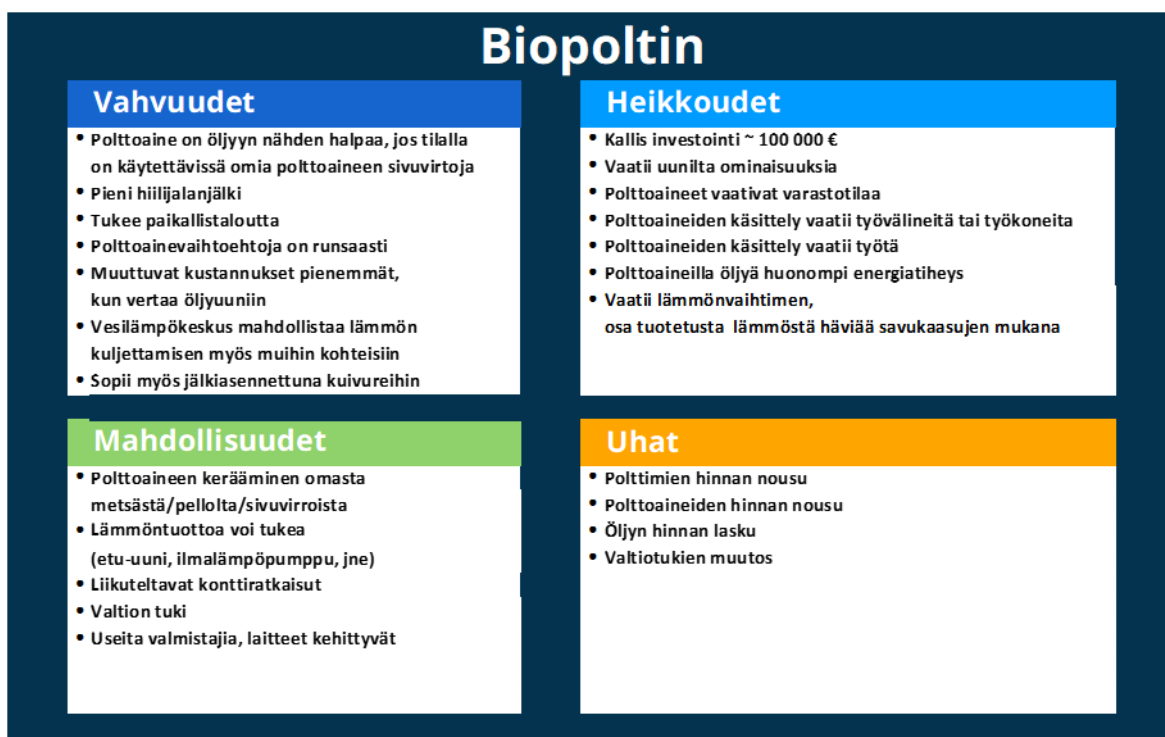 Biopoltin
Vahvuudet
• Polttoaine on öljyyn nähden halpaa, jos tilalla
on käytettävissä omia polttoaineen sivuvirtoja
• Pieni hiilijalanjälki
• Tukee paikallistaloutta
• Polttoainevaihtoehtoja on runsaasti
• Muuttuvat kustannukset pienemmät,
kun vertaa öljyuuniin
• Vesilämpökeskus mahdollistaa lämmön
kuljettamisen myös muihin kohteisiin
• Sopii myös jälkiasennettuna kuivureihin
Heikkoudet
• Kallis investointi ~ 100 000 €
• Vaatii uunilta ominaisuuksia
• Polttoaineet vaativat varastotilaa
• Polttoaineiden käsittely vaatii työvälineitä tai työkoneita
• Polttoaineiden käsittely vaatii työtä
• Polttoaineilla öljyä huonompi energiatiheys
• Vaatii lämmönvaihtimen,
osa tuotetusta lämmöstä häviää savukaasujen mukana
Mahdollisuudet
• Polttoaineen kerääminen omasta
metsästä/pellolta/sivuvirroista
• Lämmöntuottoa voi tukea
(etu-uuni, ilmalämpöpumppu, jne)
• Liikuteltavat konttiratkaisut
• Valtion tuki
• Useita valmistajia, laitteet kehittyvät
Uhat
• Polttimien hinnan nousu
• Polttoaineiden hinnan nousu
• Öljyn hinnan lasku
• Valtiotukien muutos